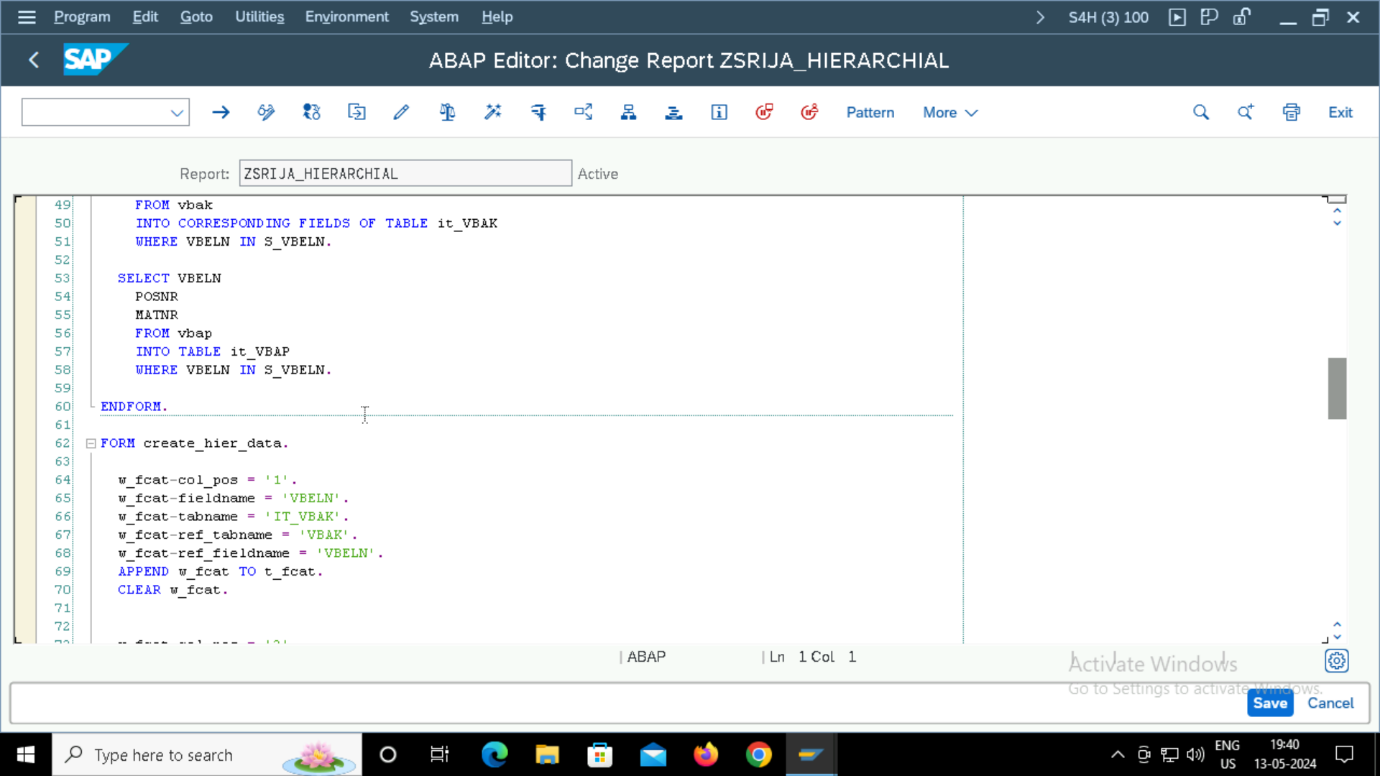 Program Edit Goto Utilities Environment System Help S4H (3) 100
SAP ABAP Editor: Change Report ZSRIJA_HIERARCHIAL
Pattern More Exit
Report: ZSRIJA_HIERARCHIAL Active
49 FROM vbak
50 INTO CORRESPONDING FIELDS OF TABLE it_VBAK
51 WHERE VBELN IN S_VBELN.
52
53 SELECT VBELN
54 POSNR
55 MATNR
56 FROM vbap
57 INTO TABLE it_VBAP
58 WHERE VBELN IN S_VBELN.
59
60 ENDFORM.
61
62 FORM create_hier_data.
63
64 w_fcat-col_pos = '1'.
65 w_fcat-fieldname = 'VBELN'.
66 w_fcat-tabname = 'IT_VBAK'.
67 w_fcat-ref_tabname = 'VBAK'.
68 w_fcat-ref_fieldname = 'VBELN'.
69 APPEND w_fcat TO t_fcat.
70 CLEAR w_fcat.
71
72
ABAP Ln 1 Col 1
Activate Windows
Go to Settings to activate Windows.
Save Cancel
Type here to search
ENG
US
19:40
13-05-2024